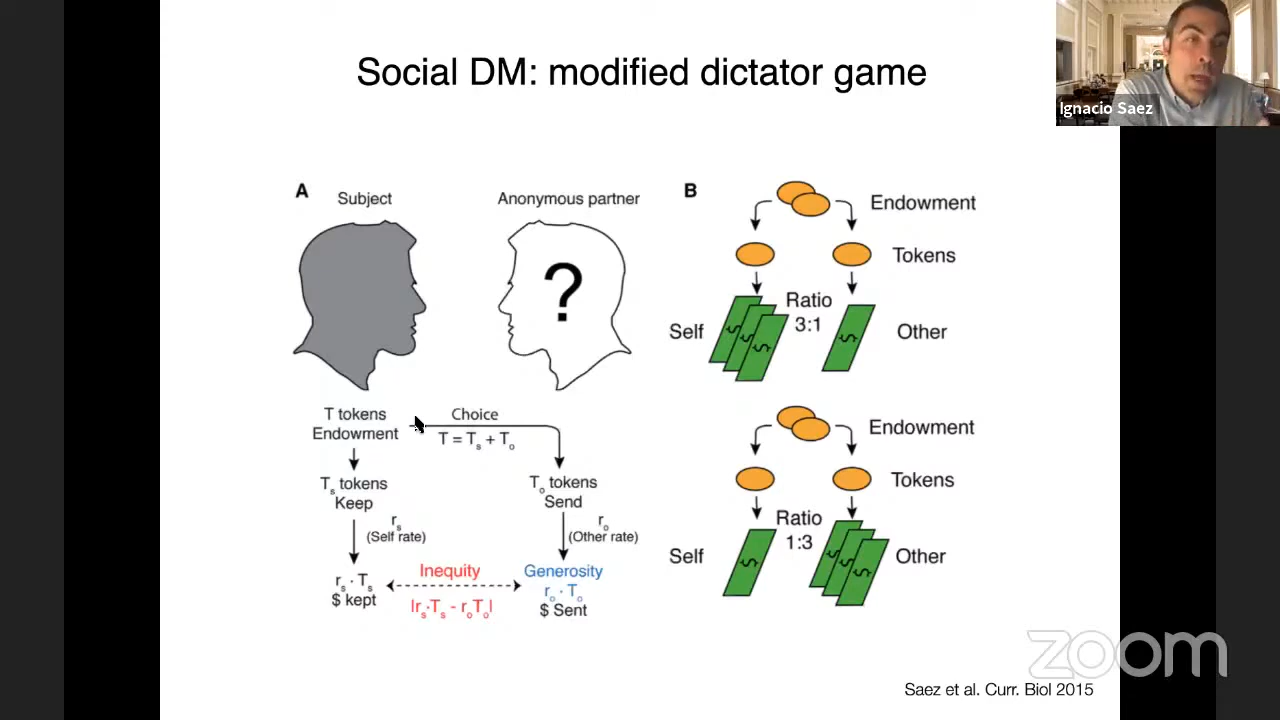 Social DM: modified dictator game
Ignacio Saez
A
Subject
Anonymous partner
?
T tokens
Endowment
Choice
T = Ts + To
Ts tokens
Keep
To tokens
Send
rs
(Self rate)
ro
(Other rate)
rs · Ts
$ kept
Inequity
|rs·Ts - roTo|
Generosity
ro · To
$ Sent
B
Endowment
Tokens
Ratio
3:1
Self
$ $ $
$
Other
Endowment
Tokens
Ratio
1:3
Self
$
$ $ $
Other
zoom
Saez et al. Curr. Biol 2015